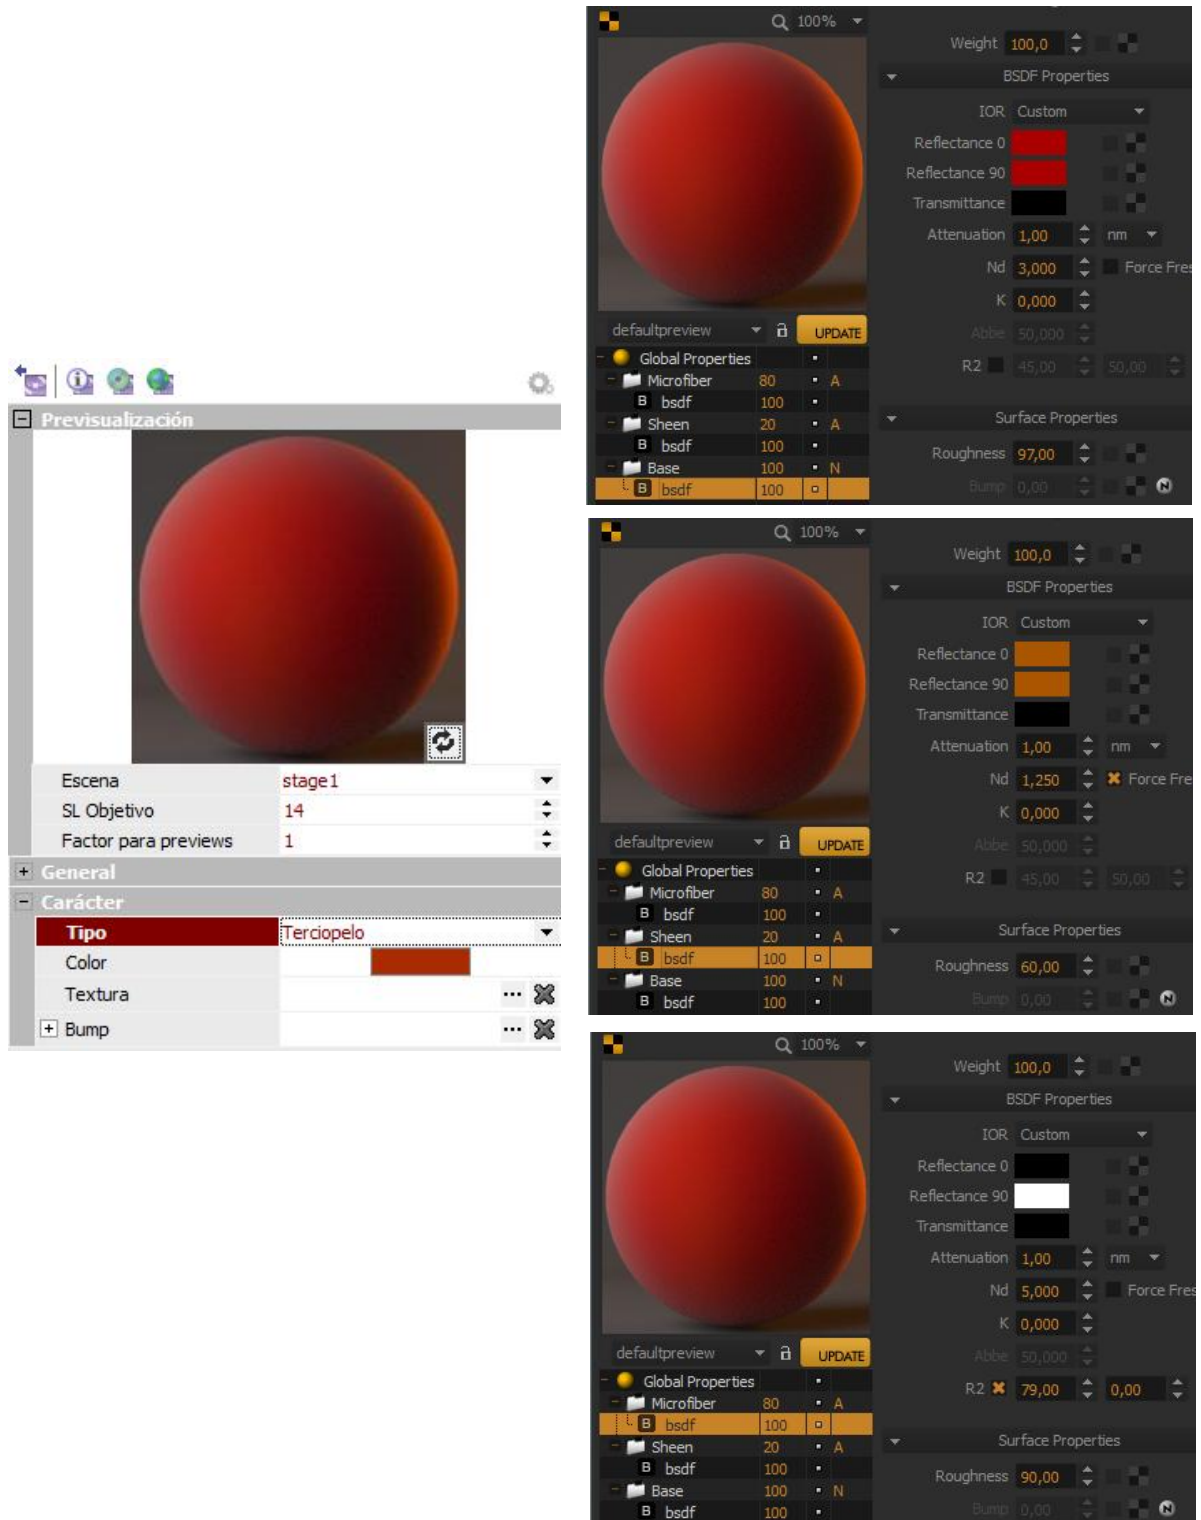 Previsualización
Escena stage1
SL Objetivo 14
Factor para previews 1
General
Carácter
Tipo Terciopelo
Color
Textura ...
Bump ...
100%
Weight 100,0
BSDF Properties
IOR Custom
Reflectance 0
Reflectance 90
Transmittance
Attenuation 1,00 nm
Nd 3,000 Force Fres
K 0,000
Abbe 50,000
R2 45,00 50,00
Surface Properties
Roughness 97,00
Bump 0,00 N
defaultpreview UPDATE
Global Properties
Microfiber 80 A
B bsdf 100
Sheen 20 A
B bsdf 100
Base 100 N
B bsdf 100
100%
Weight 100,0
BSDF Properties
IOR Custom
Reflectance 0
Reflectance 90
Transmittance
Attenuation 1,00 nm
Nd 1,250 Force Fre
K 0,000
Abbe 50,000
R2 45,00 50,00
Surface Properties
Roughness 60,00
Bump 0,00 N
defaultpreview UPDATE
Global Properties
Microfiber 80 A
B bsdf 100
Sheen 20 A
B bsdf 100
Base 100 N
B bsdf 100
100%
Weight 100,0
BSDF Properties
IOR Custom
Reflectance 0
Reflectance 90
Transmittance
Attenuation 1,00 nm
Nd 5,000 Force Fres
K 0,000
Abbe 50,000
R2 79,00 0,00
Surface Properties
Roughness 90,00
Bump 0,00 N
defaultpreview UPDATE
Global Properties
Microfiber 80 A
B bsdf 100
Sheen 20 A
B bsdf 100
Base 100 N
B bsdf 100